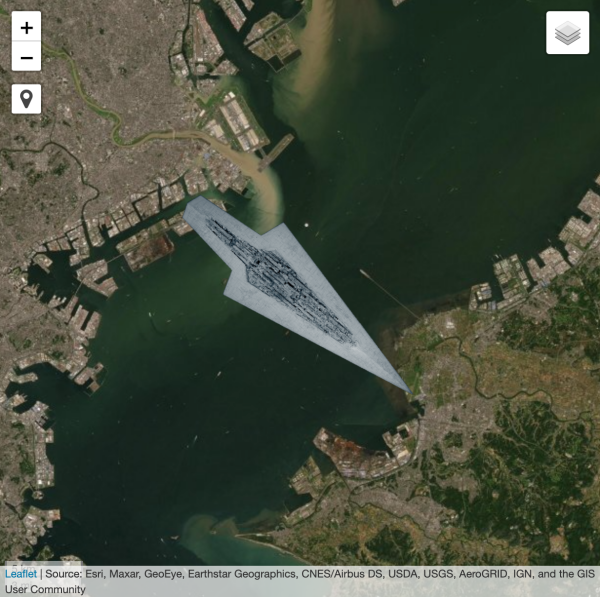 +
−
Leaflet | Source: Esri, Maxar, GeoEye, Earthstar Geographics, CNES/Airbus DS, USDA, USGS, AeroGRID, IGN, and the GIS
User Community